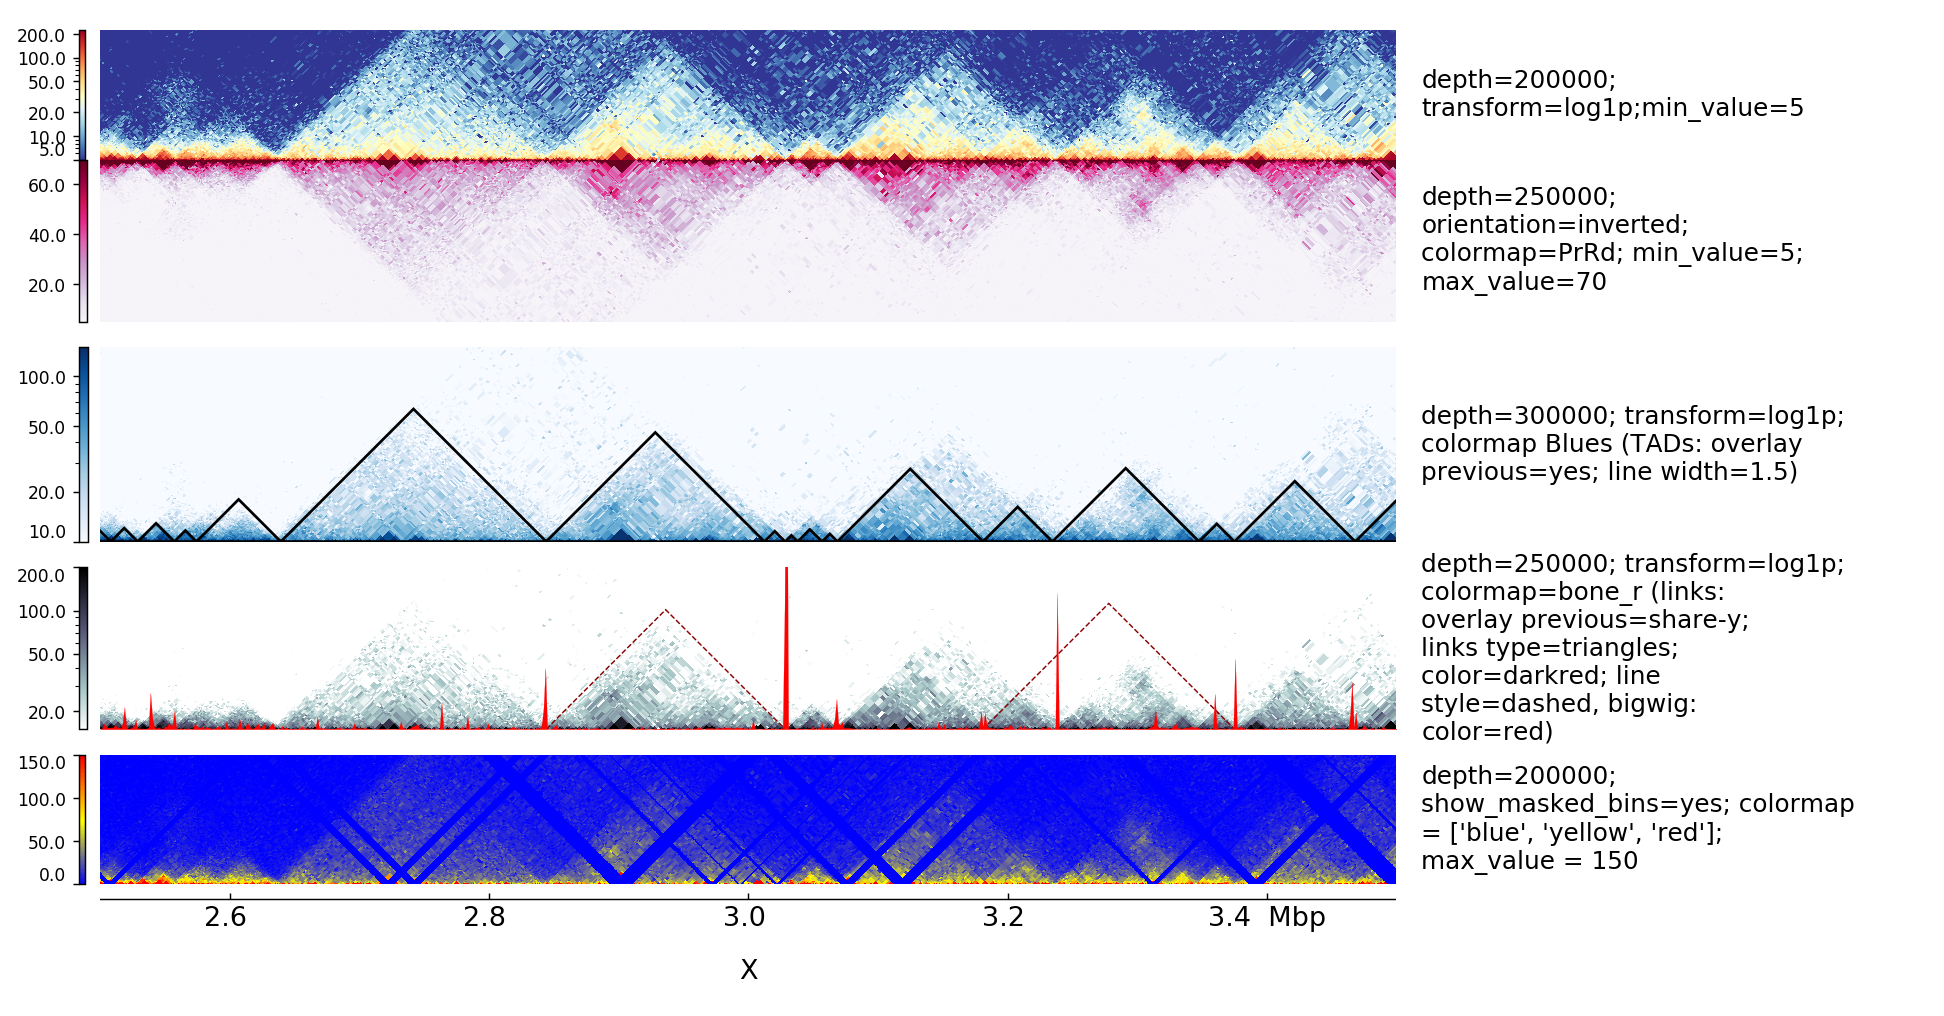 200.0
100.0
50.0
20.0
10.0
5.0
depth=200000;
transform=log1p;min_value=5
60.0
40.0
20.0
depth=250000;
orientation=inverted;
colormap=PrRd; min_value=5;
max_value=70
100.0
50.0
20.0
10.0
depth=300000; transform=log1p;
colormap Blues (TADs: overlay
previous=yes; line width=1.5)
200.0
100.0
50.0
20.0
depth=250000; transform=log1p;
colormap=bone_r (links:
overlay previous=share-y;
links type=triangles;
color=darkred; line
style=dashed, bigwig:
color=red)
150.0
100.0
50.0
0.0
depth=200000;
show_masked_bins=yes; colormap
= ['blue', 'yellow', 'red'];
max_value = 150
2.6 2.8 3.0 3.2 3.4 Mbp
X